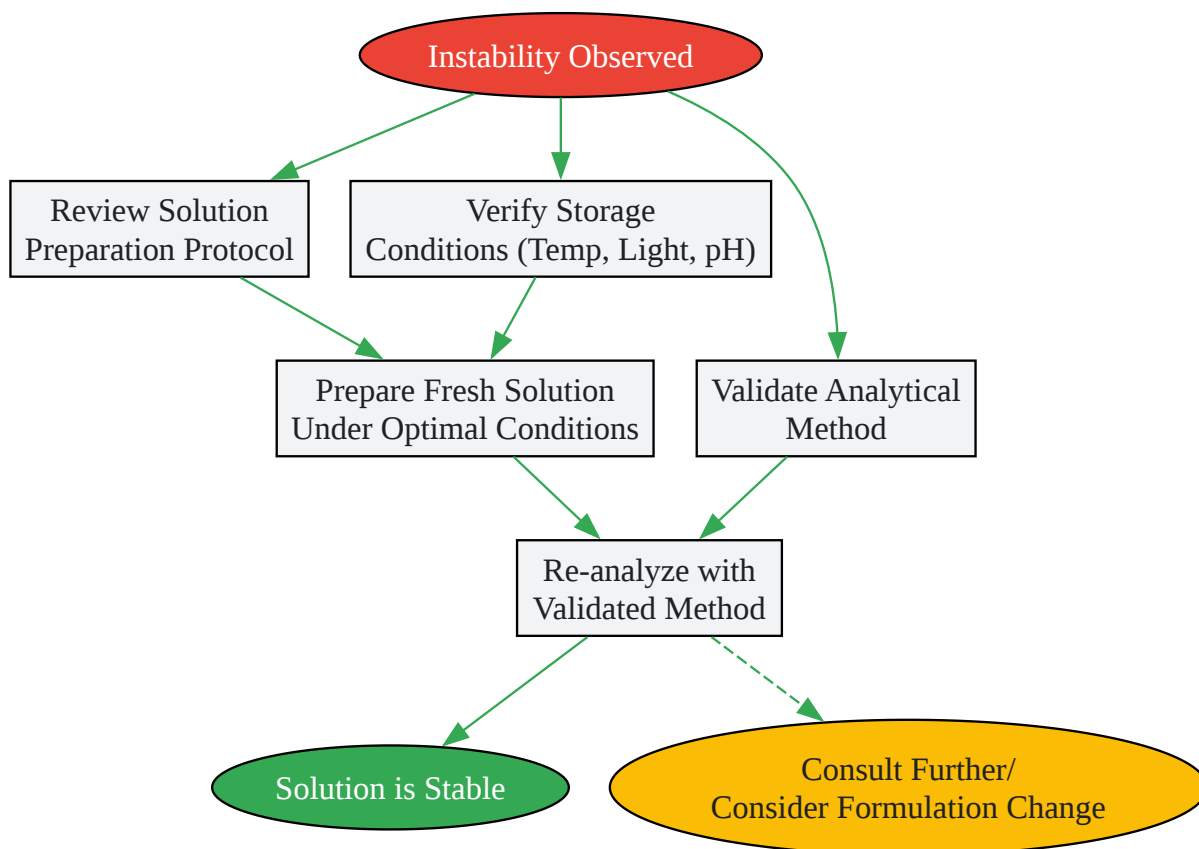 Instability Observed
Review Solution
Preparation Protocol
Verify Storage
Conditions (Temp, Light, pH)
Prepare Fresh Solution
Under Optimal Conditions
Validate Analytical
Method
Re-analyze with
Validated Method
Solution is Stable
Consult Further/
Consider Formulation Change